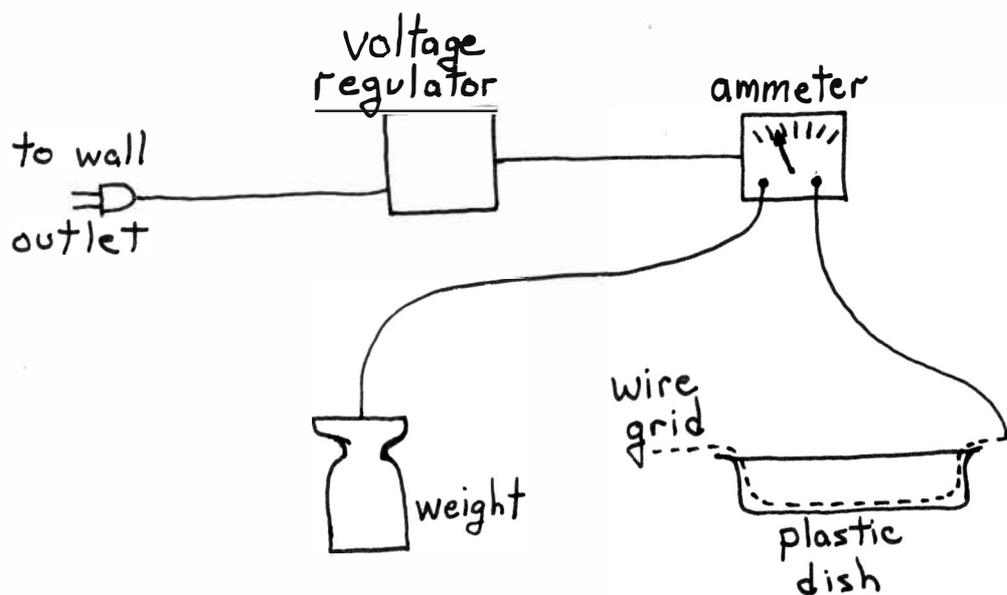 voltage
regulator
ammeter
to wall
outlet
wire
grid
weight
plastic
dish